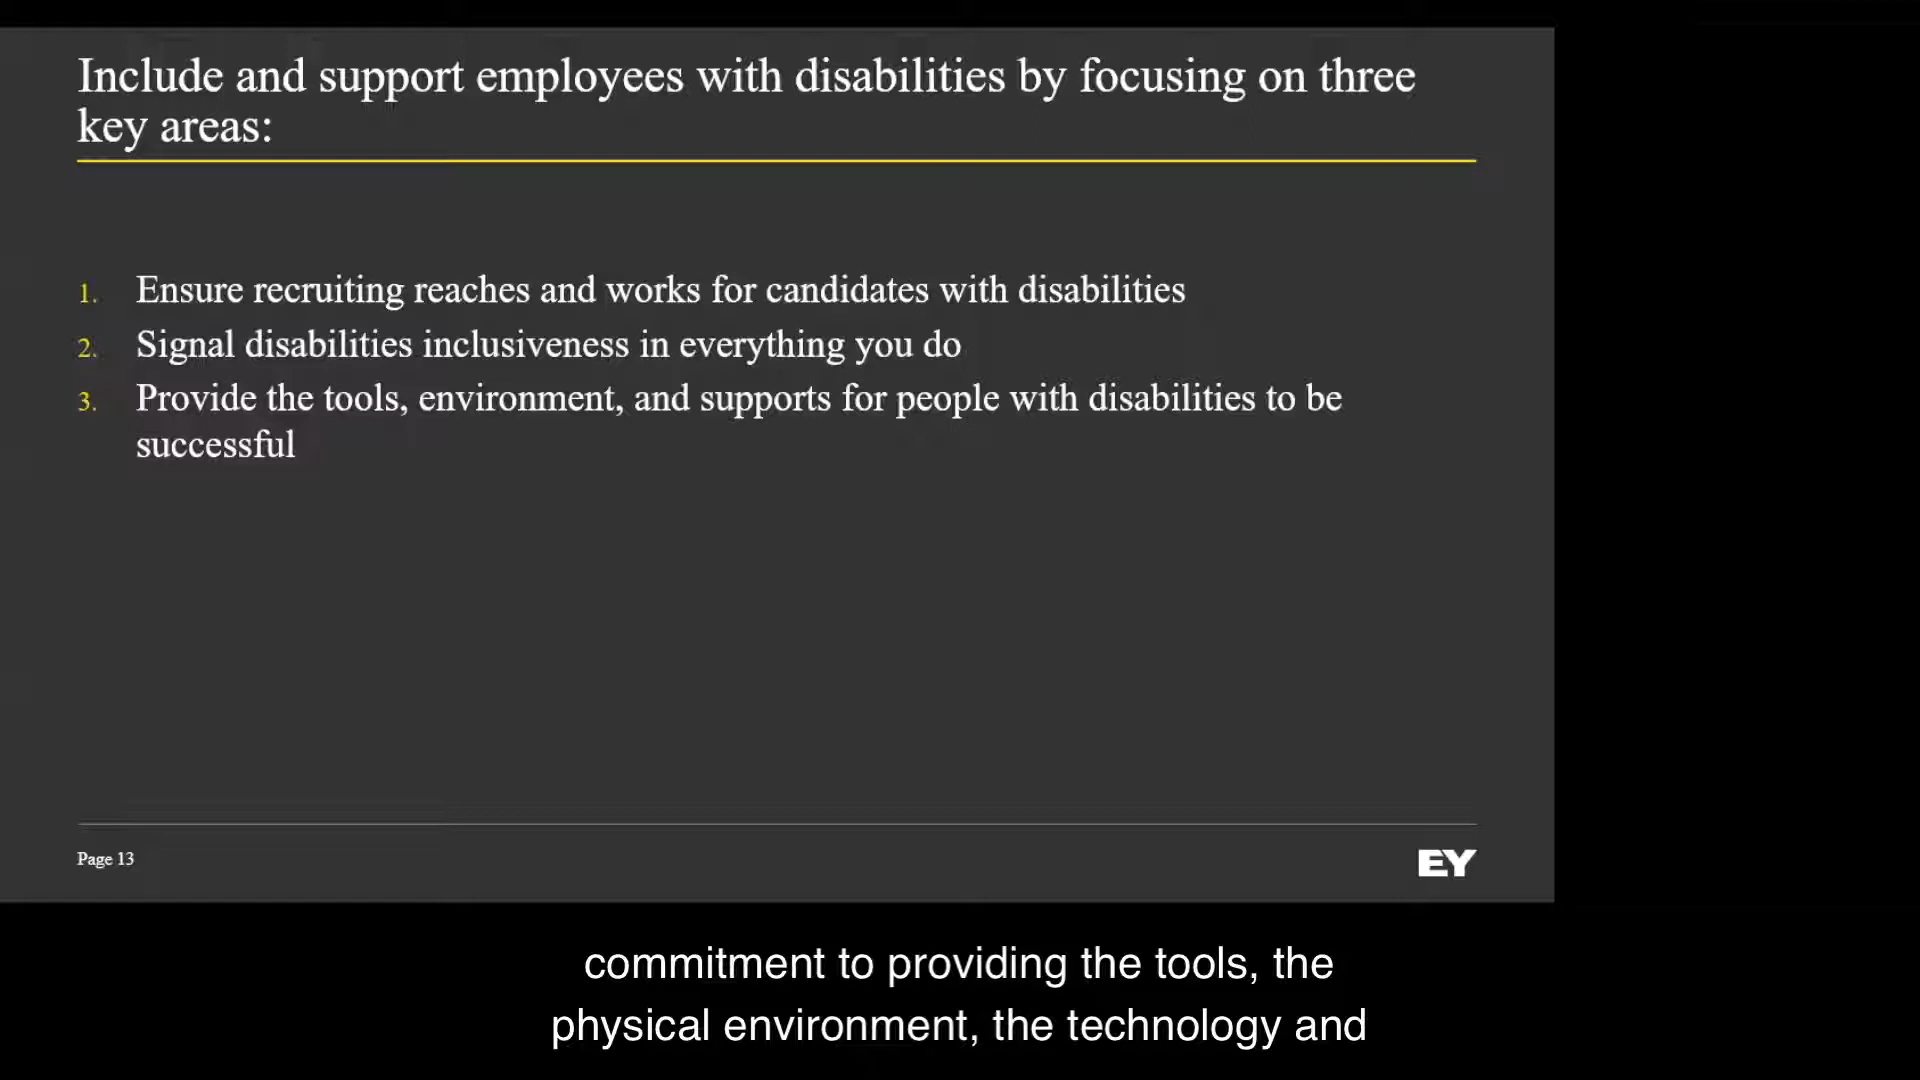 Include and support employees with disabilities by focusing on three
key areas:
1. Ensure recruiting reaches and works for candidates with disabilities
2. Signal disabilities inclusiveness in everything you do
3. Provide the tools, environment, and supports for people with disabilities to be
successful
Page 13
EY
commitment to providing the tools, the
physical environment, the technology and